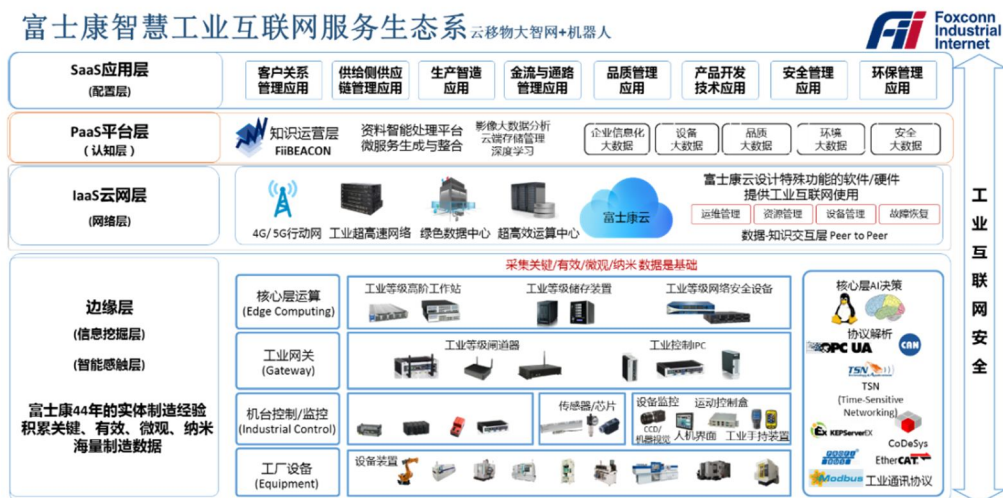 富士康智慧工业互联网服务生态系云移物大智网+机器人
Foxconn
Industrial
Internet
SaaS应用层
(配置层)
客户关系
管理应用
供给侧供应
链管理应用
生产智造
应用
金流与通路
管理应用
品质管理
应用
产品开发
技术应用
安全管理
应用
环保管理
应用
PaaS平台层
(认知层)
知识运营层
FiiBEACON
资料智能处理平台
微服务生成与整合
影像大数据分析
云端存储管理
深度学习
企业信息化
大数据
设备
大数据
品质
大数据
环境
大数据
安全
大数据
IaaS云网层
(网络层)
4G/ 5G行动网
工业超高速网络
绿色数据中心
超高效运算中心
富士康云
富士康云设计特殊功能的软件/硬件
提供工业互联网使用
运维管理
资源管理
设备管理
故障恢复
数据-知识交互层 Peer to Peer
工业互联网安全
边缘层
(信息挖掘层)
(智能感触层)
富士康44年的实体制造经验
积累关键、有效、微观、纳米
海量制造数据
采集关键/有效/微观/纳米 数据是基础
核心层运算
(Edge Computing)
工业等级高阶工作站
工业等级储存装置
工业等级网络安全设备
工业网关
(Gateway)
工业等级闸道器
工业控制IPC
机台控制/监控
(Industrial Control)
传感器/芯片
设备监控
CCD/
机器视觉
人机界面
运动控制盒
工业手持装置
工厂设备
(Equipment)
设备装置
核心层AI决策
协议解析
OPC UA
CAN
TSN
TSN
(Time-Sensitive
Networking)
Ex KEPServerEX
CoDeSys
EtherCAT
Modbus
工业通讯协议